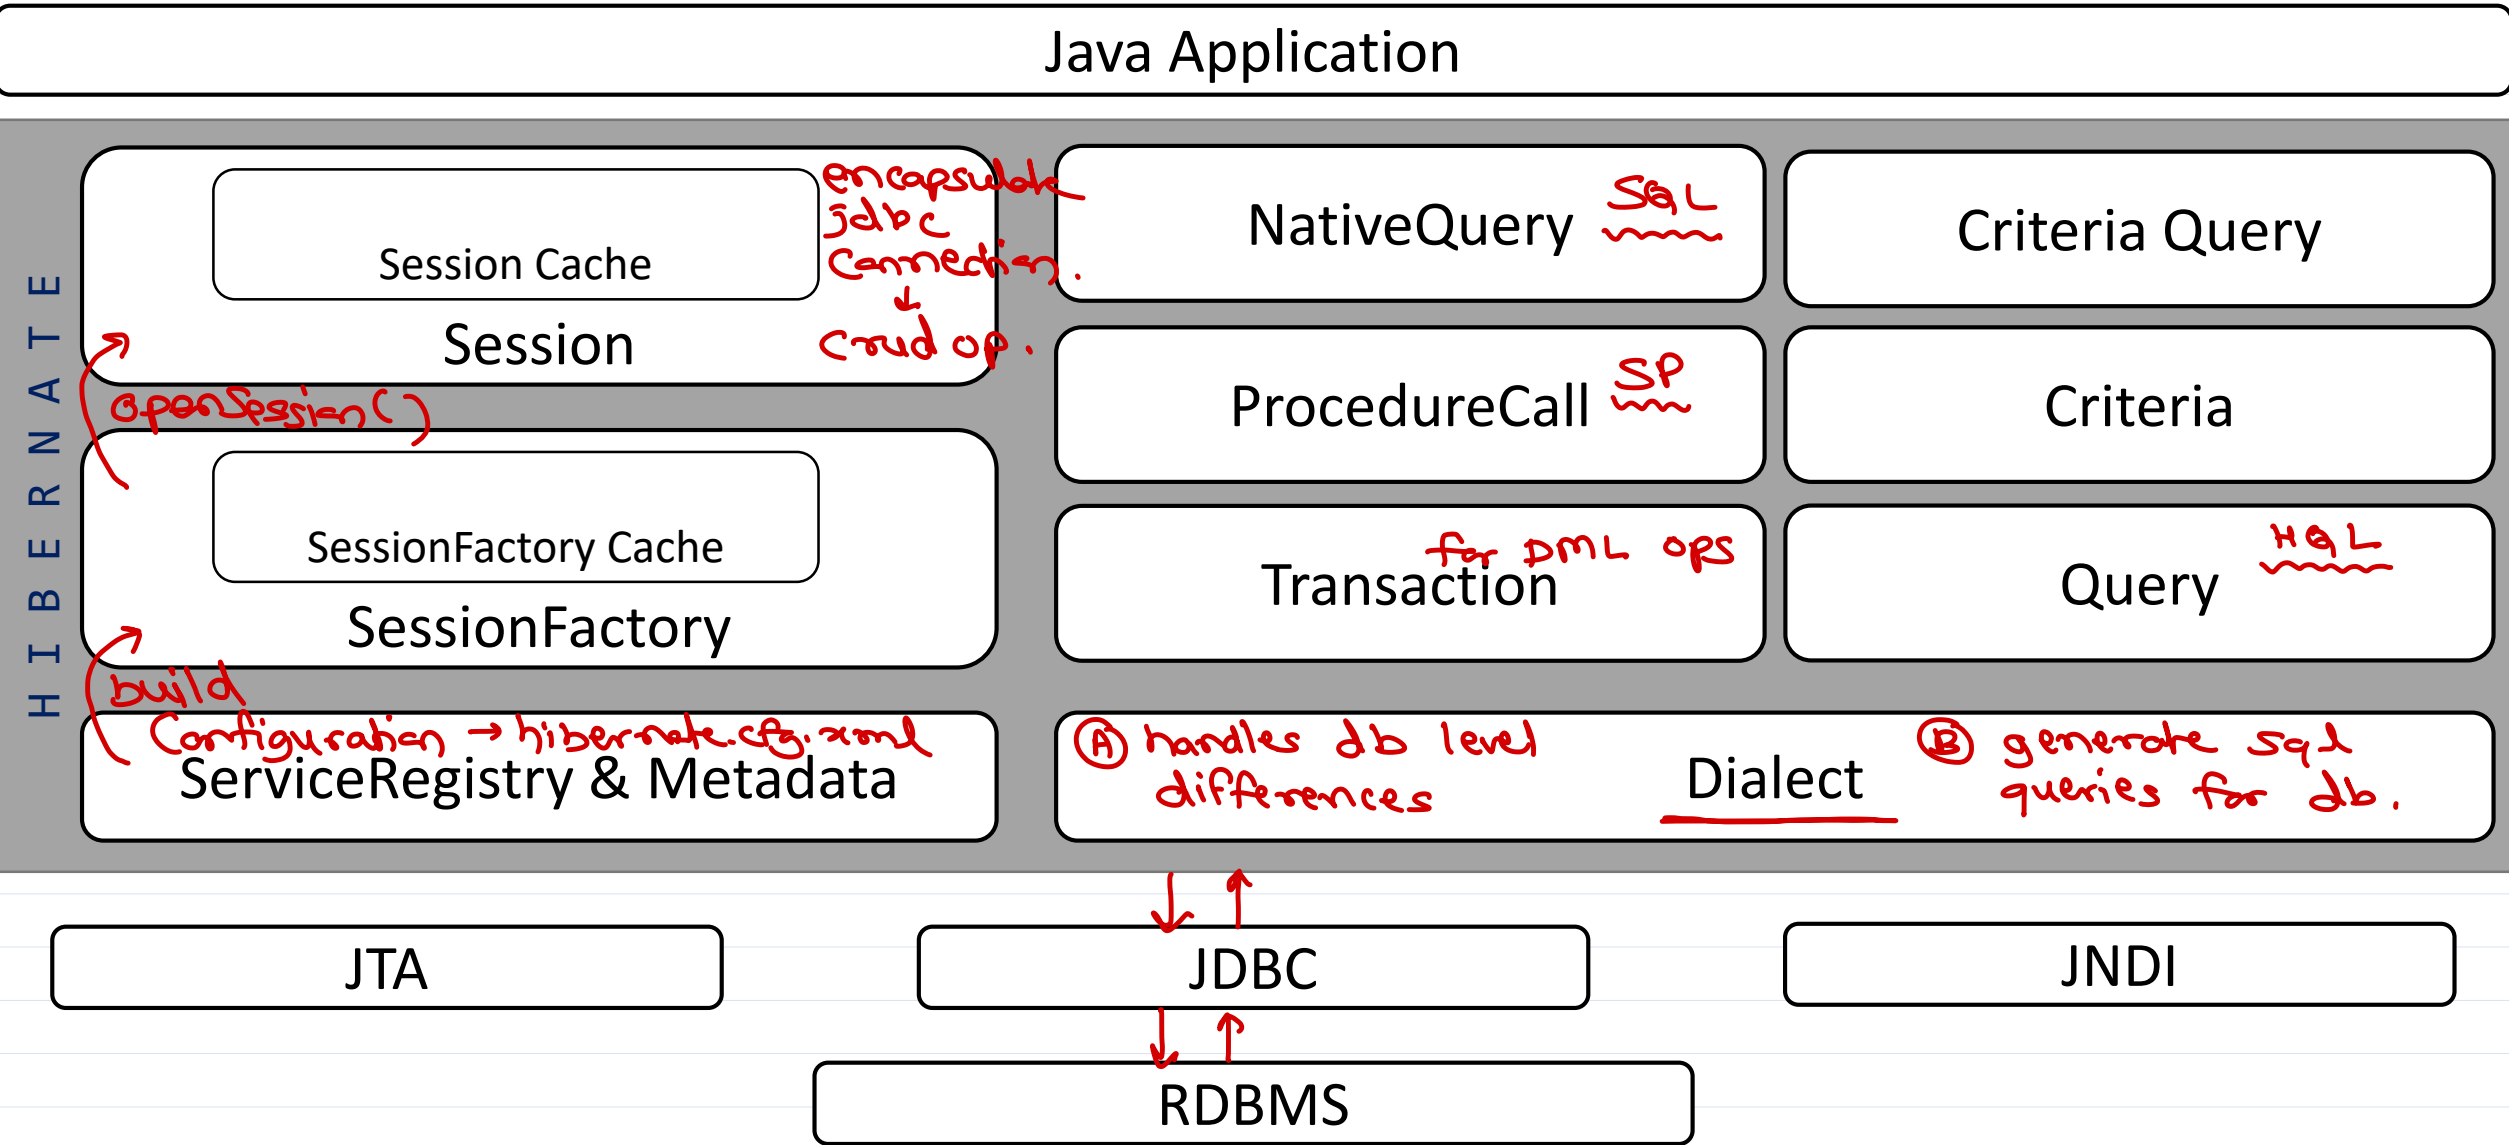 Java Application
HIBERNATE
encapsulate
jdbc
connection.
Session Cache
crud op.
Session
openSession()
SessionFactory Cache
SessionFactory
build
Configuration → hibernate.cfg.xml
ServiceRegistry & Metadata
SQL
NativeQuery
Criteria Query
SP
ProcedureCall
Criteria
for DML ops
Transaction
HQL
Query
A handles db level
differences
Dialect
B generate sql
queries for db.
JTA
JDBC
JNDI
RDBMS